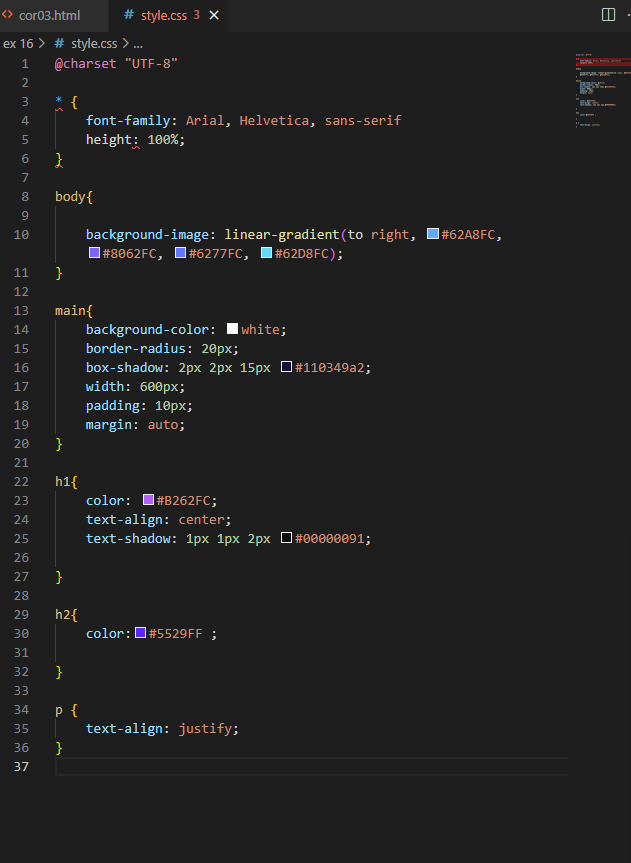 cor03.html # style.css 3 ×
ex 16 > # style.css > ...
1 @charset "UTF-8"
2
3 * {
4 font-family: Arial, Helvetica, sans-serif
5 height: 100%;
6 }
7
8 body{
9
10 background-image: linear-gradient(to right, #62A8FC,
#8062FC, #6277FC, #62D8FC);
11 }
12
13 main{
14 background-color: white;
15 border-radius: 20px;
16 box-shadow: 2px 2px 15px #110349a2;
17 width: 600px;
18 padding: 10px;
19 margin: auto;
20 }
21
22 h1{
23 color: #B262FC;
24 text-align: center;
25 text-shadow: 1px 1px 2px #00000091;
26
27 }
28
29 h2{
30 color: #5529FF ;
31
32 }
33
34 p {
35 text-align: justify;
36 }
37